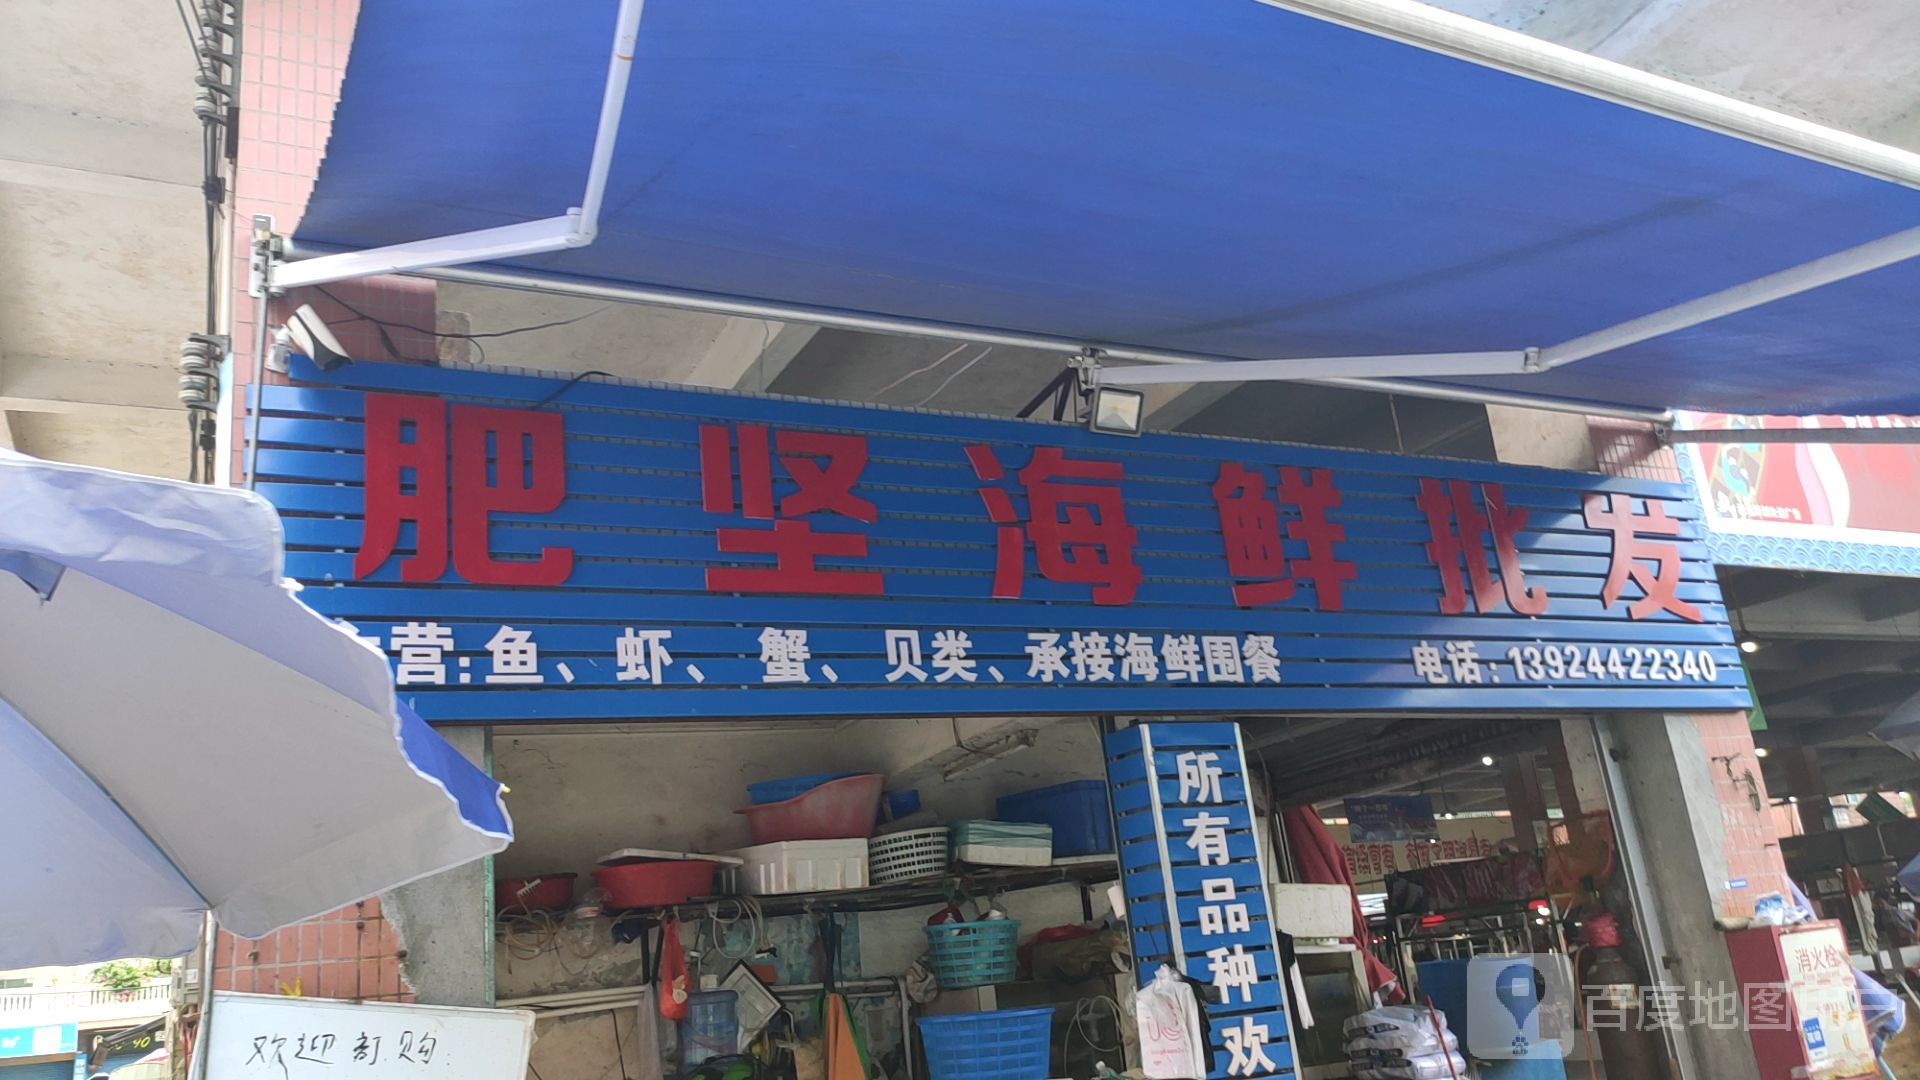 肥坚海鲜批发
营:鱼、虾、蟹、贝类、承接海鲜围餐
电话:13924422340
所有品种欢
欢迎订购
消火栓
百度地图